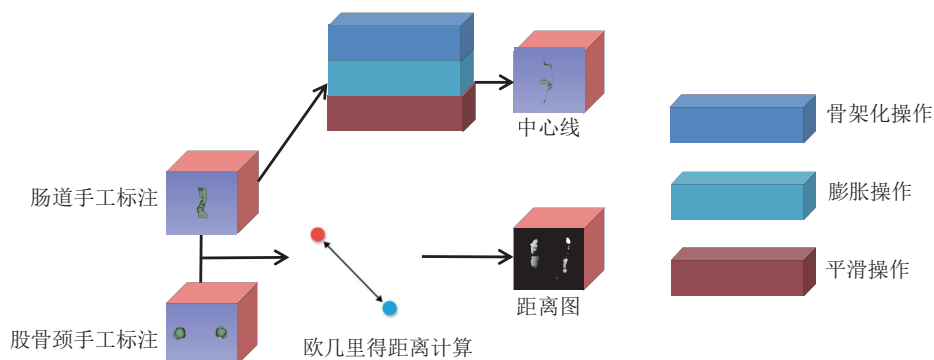 中心线
骨架化操作
肠道手工标注
膨胀操作
平滑操作
距离图
股骨颈手工标注
欧几里得距离计算